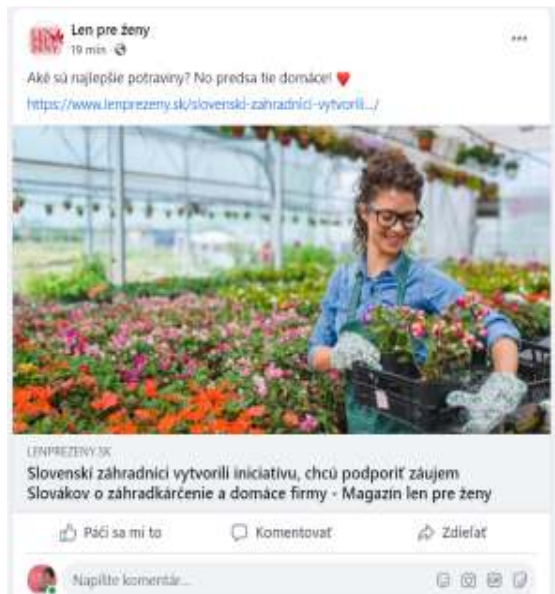 Len pre ženy
19 min ·
Aké sú najlepšie potraviny? No predsa tie domáce!
https://www.lenprezeny.sk/slovenski-zahradnici-vytvorili.../
LENPREZENY.SK
Slovenskí záhradníci vytvorili iniciatívu, chcú podporiť záujem
Slovákov o záhradkárčenie a domáce firmy - Magazín len pre ženy
Páči sa mi to
Komentovať
Zdieľať
Napíšte komentár...